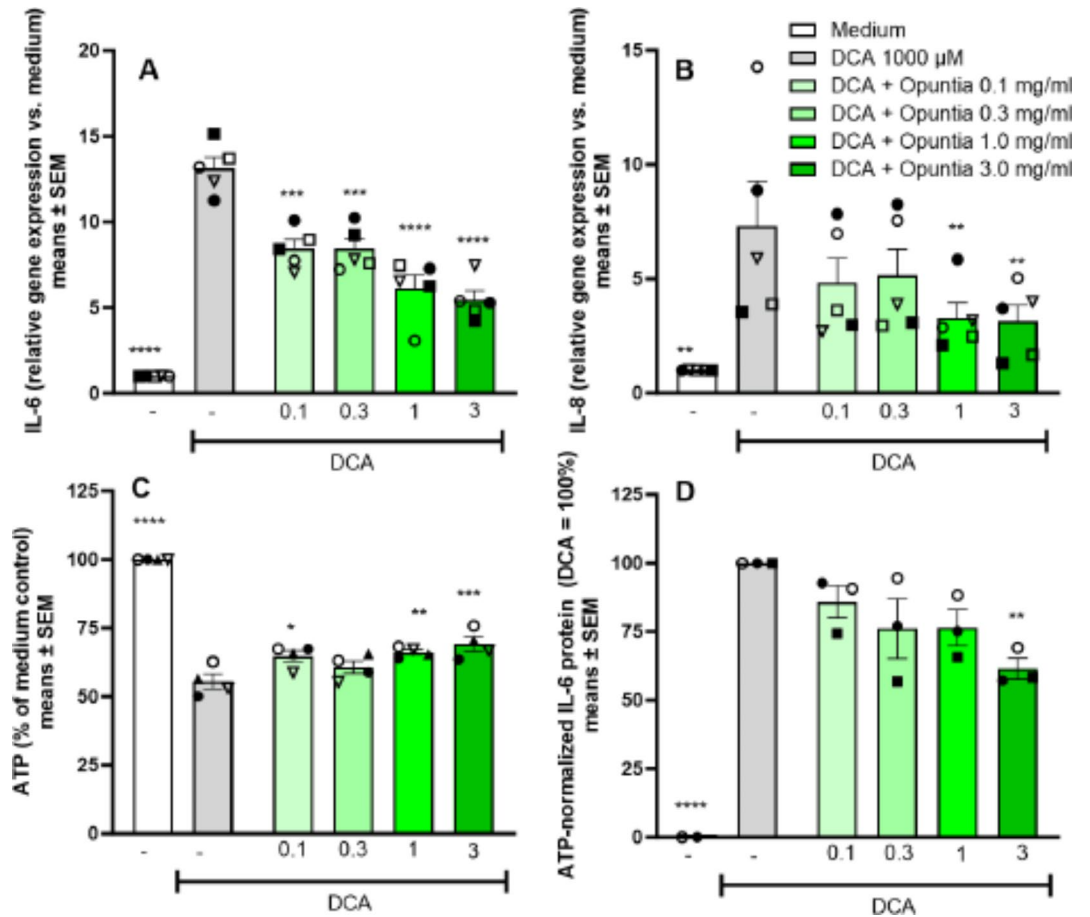 A
IL-6 (relative gene expression vs. medium)
means ± SEM
20
15
10
5
0
****
***
***
****
****
-
-
0.1
0.3
1
3
DCA
B
IL-8 (relative gene expression vs. medium)
means ± SEM
15
10
5
0
Medium
DCA 1000 µM
DCA + Opuntia 0.1 mg/ml
DCA + Opuntia 0.3 mg/ml
DCA + Opuntia 1.0 mg/ml
DCA + Opuntia 3.0 mg/ml
**
**
**
-
-
0.1
0.3
1
3
DCA
C
ATP (% of medium control)
means ± SEM
125
100
75
50
25
0
****
*
**
***
-
-
0.1
0.3
1
3
DCA
D
ATP-normalized IL-6 protein (DCA = 100%)
means ± SEM
125
100
75
50
25
0
****
**
-
-
0.1
0.3
1
3
DCA